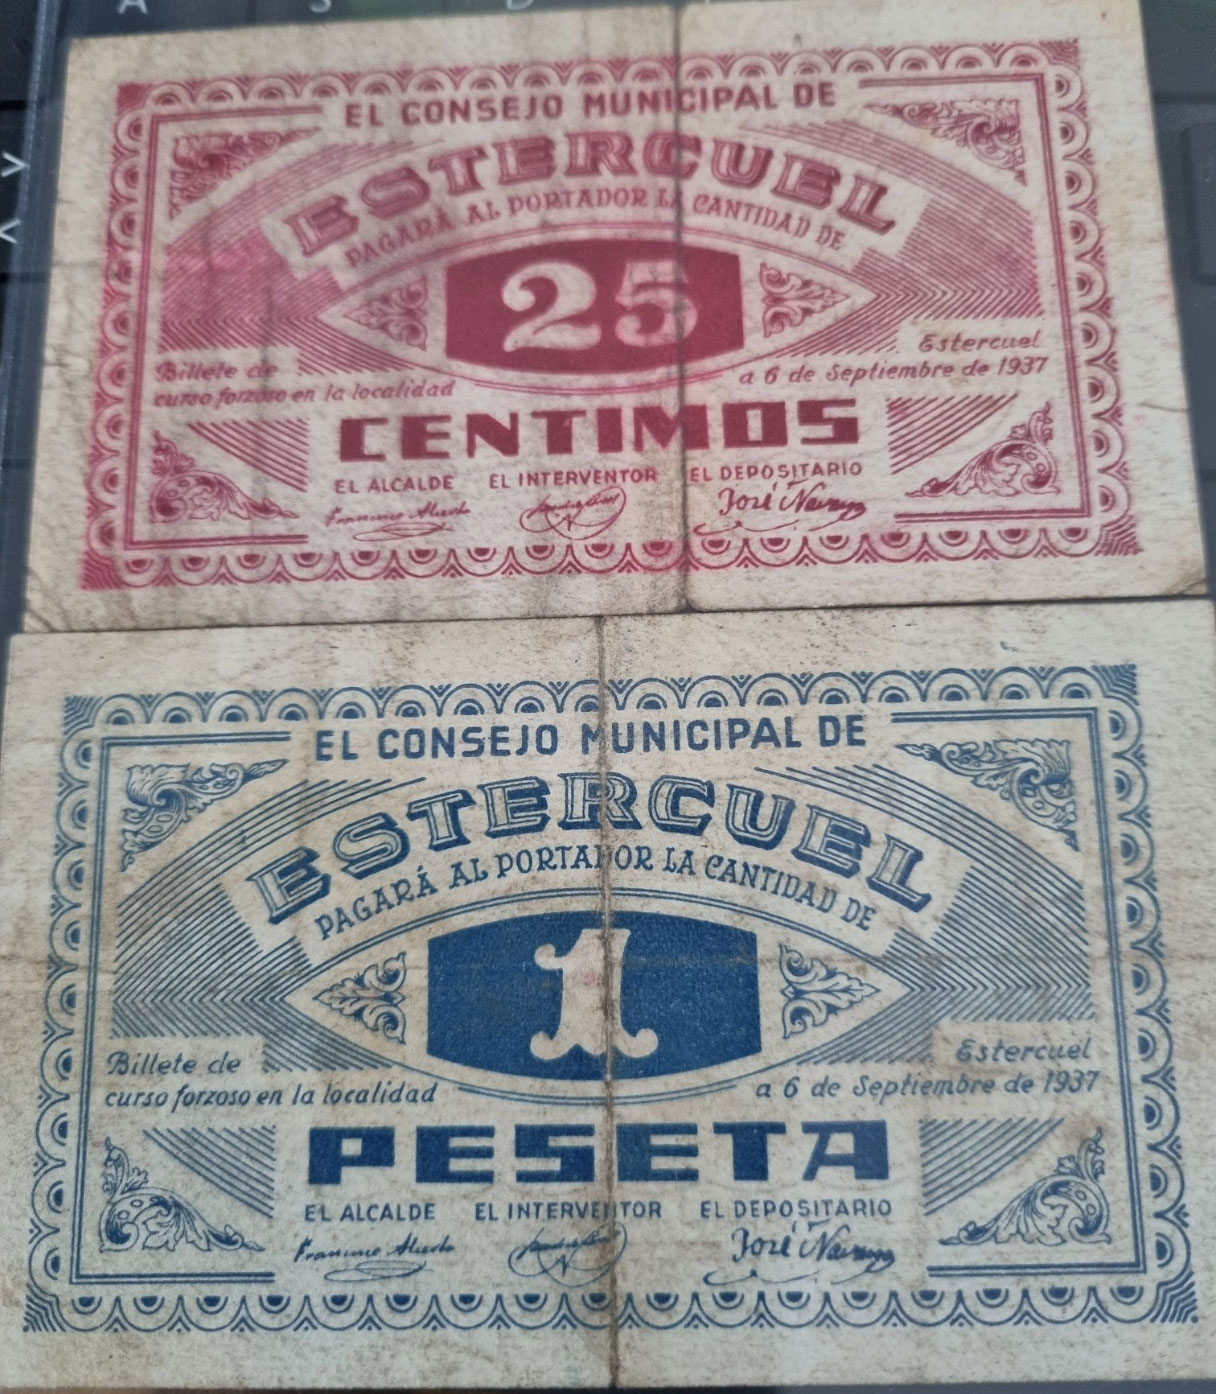 EL CONSEJO MUNICIPAL DE
ESTERCUEL
PAGARÁ AL PORTADOR LA CANTIDAD DE
25
Billete de
curso forzoso en la localidad
Estercuel
a 6 de Septiembre de 1937
CENTIMOS
EL ALCALDE EL INTERVENTOR EL DEPOSITARIO
José
EL CONSEJO MUNICIPAL DE
ESTERCUEL
PAGARÁ AL PORTADOR LA CANTIDAD DE
1
Billete de
curso forzoso en la localidad
Estercuel
a 6 de Septiembre de 1937
PESETA
EL ALCALDE EL INTERVENTOR EL DEPOSITARIO
José